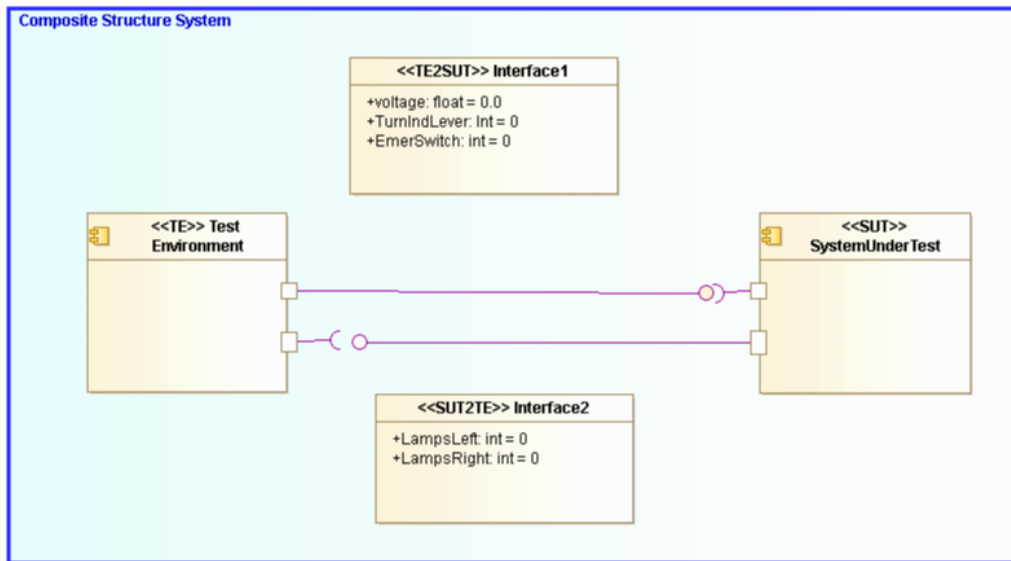 Composite Structure System
<<TE2SUT>> Interface1
+voltage: float = 0.0
+TurnIndLever: Int = 0
+EmerSwitch: int = 0
<<TE>> Test
Environment
<<SUT>>
SystemUnderTest
<<SUT2TE>> Interface2
+LampsLeft: int = 0
+LampsRight: int = 0